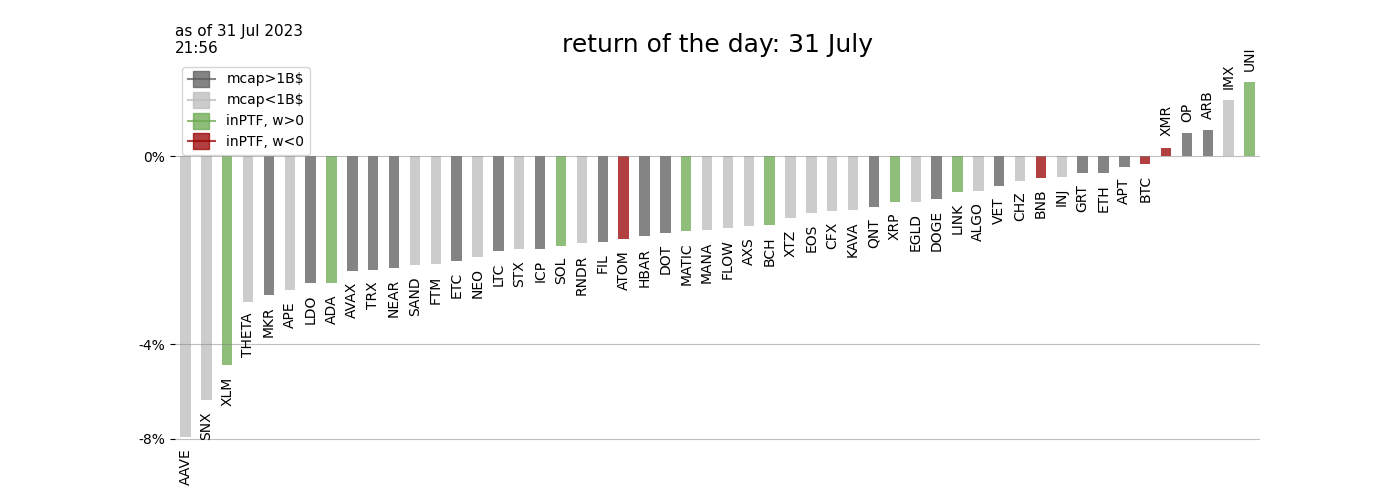 as of 31 Jul 2023
21:56
return of the day: 31 July
mcap>1B$
mcap<1B$
inPTF, w>0
inPTF, w<0
0%
-4%
-8%
AAVE
SNX
XLM
THETA
MKR
APE
LDO
ADA
AVAX
TRX
NEAR
SAND
FTM
ETC
NEO
LTC
STX
ICP
SOL
RNDR
FIL
ATOM
HBAR
DOT
MATIC
MANA
FLOW
AXS
BCH
XTZ
EOS
CFX
KAVA
QNT
XRP
EGLD
DOGE
LINK
ALGO
VET
CHZ
BNB
INJ
GRT
ETH
APT
BTC
XMR
OP
ARB
IMX
UNI